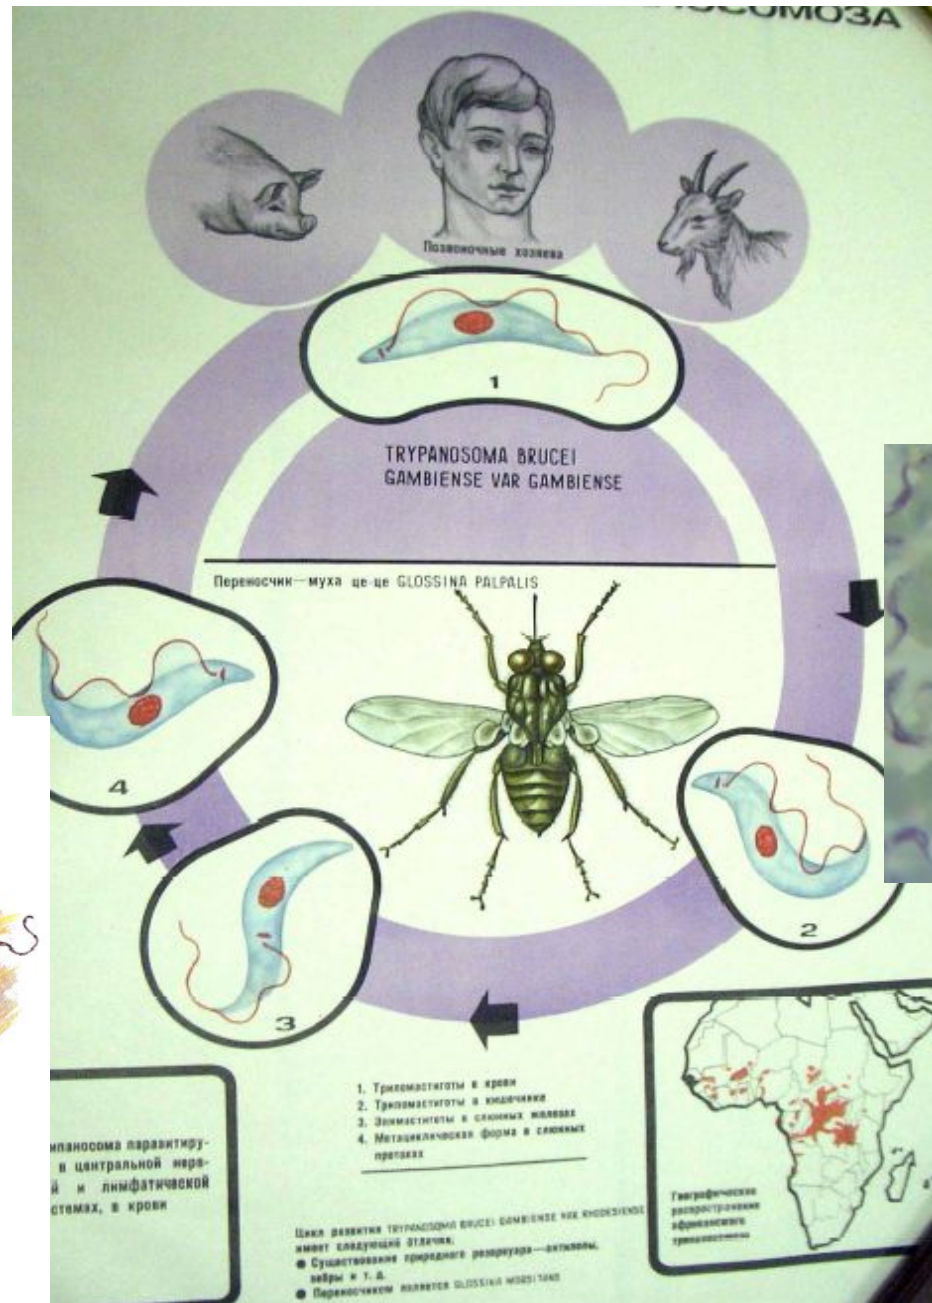 Позвоночные хозяева
1
TRYPANOSOMA BRUCEI
GAMBIENSE VAR GAMBIENSE
Переносчик—муха це-це GLOSSINA PALPALIS
4
2
3
1. Трипомастиготы в крови
2. Трипомастиготы в кишечнике
3. Эпимастиготы в слюнных железах
4. Метациклическая форма в слюнных
протоках
паразитиру-
в центральной нерв-
и лимфатической
стемах, в крови
Географическое
распространение
африканского
трипаносомоза
Цикл развития TRYPANOSOMA BRUCEI GAMBIENSE VAR RHODESIENSE
имеет следующие отличия.
● Существование природного резервуара—антилопы,
зебры и т. д.
● Переносчиком является GLOSSINA MORSITANS